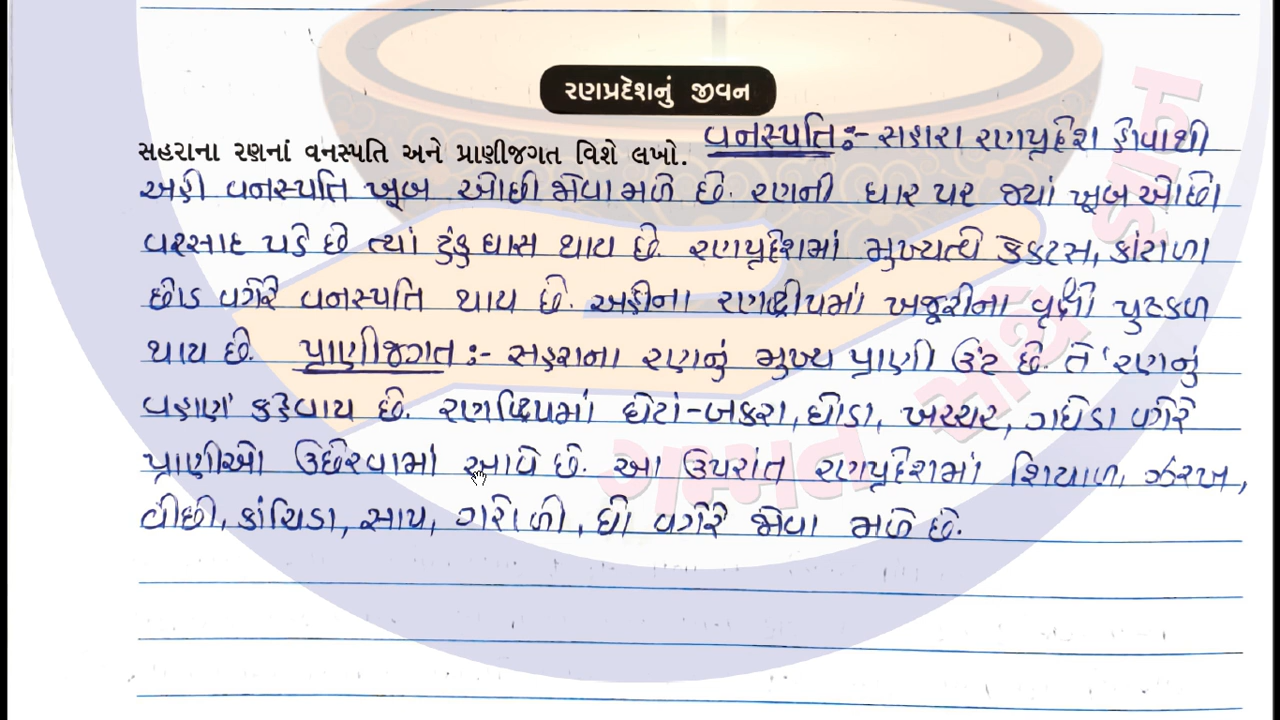 રણપ્રદેશનું જીવન
સહરાના રણનાં વનસ્પતિ અને પ્રાણીજગત વિશે લખો. વનસ્પતિ :- સહારા રણપ્રદેશ હોવાથી
અહી વનસ્પતિ ખૂબ ઓછી જોવા મળે છે. રણની ધાર પર જ્યાં ખૂબ ઓછો
વરસાદ પડે છે ત્યાં ટુંકુ ઘાસ થાય છે. રણપ્રદેશમાં મુખ્યત્વે કેકટસ, કાંટાળા
છોડ વગેરે વનસ્પતિ થાય છે. અહીના રણદ્વીપમાં ખજૂરીના વૃક્ષો પુષ્કળ
થાય છે. પ્રાણીજગત :- સહરાના રણનું મુખ્ય પ્રાણી ઉંટ છે. તે 'રણનું
વહાણ' કહેવાય છે. રણદ્વિપમાં ઘેટાં-બકરા, ઘોડા, ખચ્ચર, ગધેડા વગેરે
પ્રાણીઓ ઉછેરવામાં આવે છે. આ ઉપરાંત રણપ્રદેશમાં શિયાળ, ઝરખ,
વીંછી, કાંચિડા, સાપ, ગરોળી, ઘો વગેરે જોવા મળે છે.
ગમ્મત સાથે જ્ઞાન